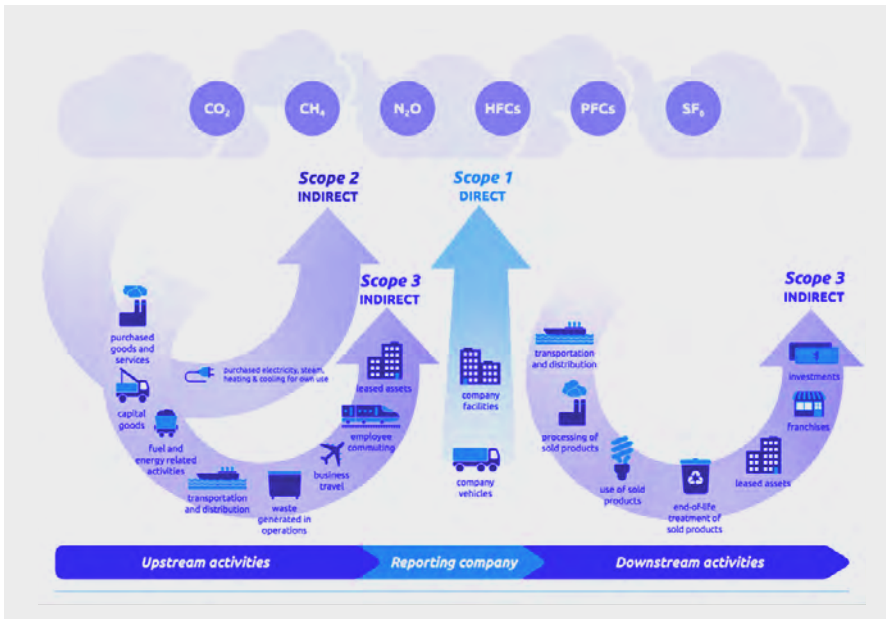 CO₂
CH₄
N₂O
HFCs
PFCs
SF₆
Scope 2
INDIRECT
Scope 1
DIRECT
Scope 3
INDIRECT
Scope 3
INDIRECT
purchased
goods and
services
purchased electricity, steam,
heating & cooling for own use
capital
goods
fuel and
energy related
activities
transportation
and distribution
waste
generated in
operations
business
travel
employee
commuting
leased assets
company
facilities
company
vehicles
transportation
and distribution
processing of
sold products
use of sold
products
end-of-life
treatment of
sold products
leased assets
franchises
investments
Upstream activities
Reporting company
Downstream activities